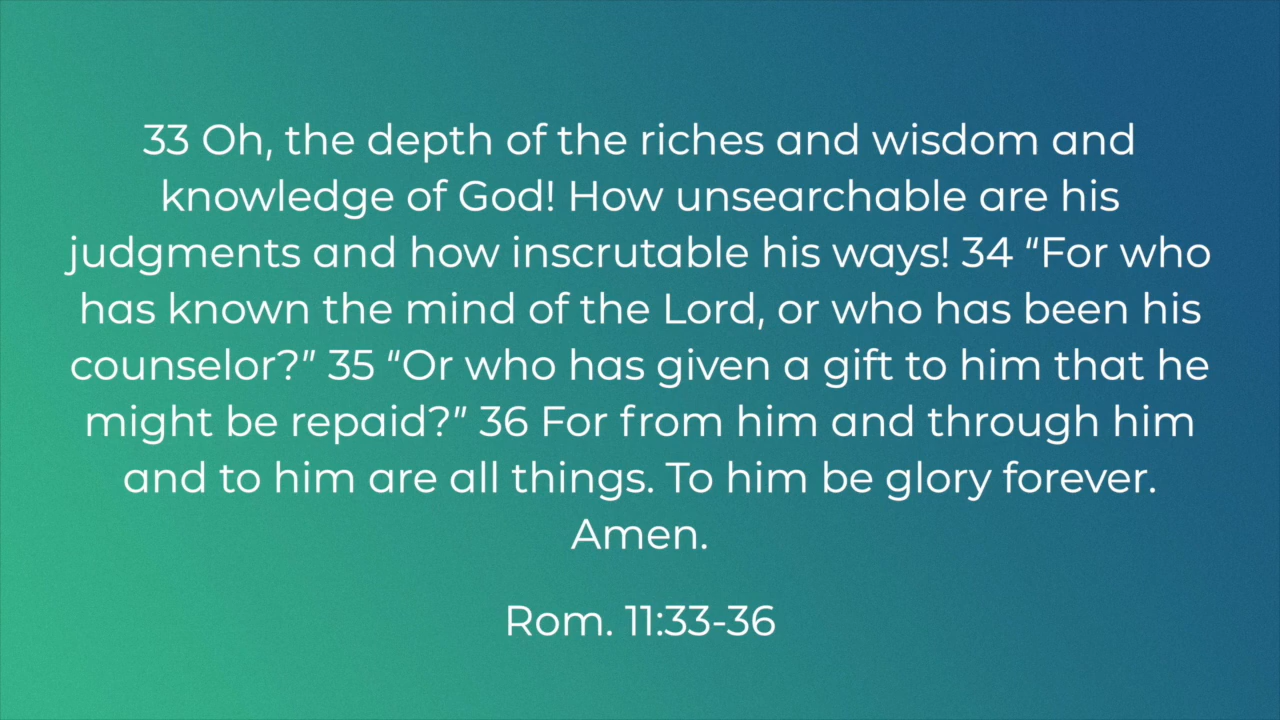 33 Oh, the depth of the riches and wisdom and
knowledge of God! How unsearchable are his
judgments and how inscrutable his ways! 34 “For who
has known the mind of the Lord, or who has been his
counselor?” 35 “Or who has given a gift to him that he
might be repaid?” 36 For from him and through him
and to him are all things. To him be glory forever.
Amen.
Rom. 11:33-36